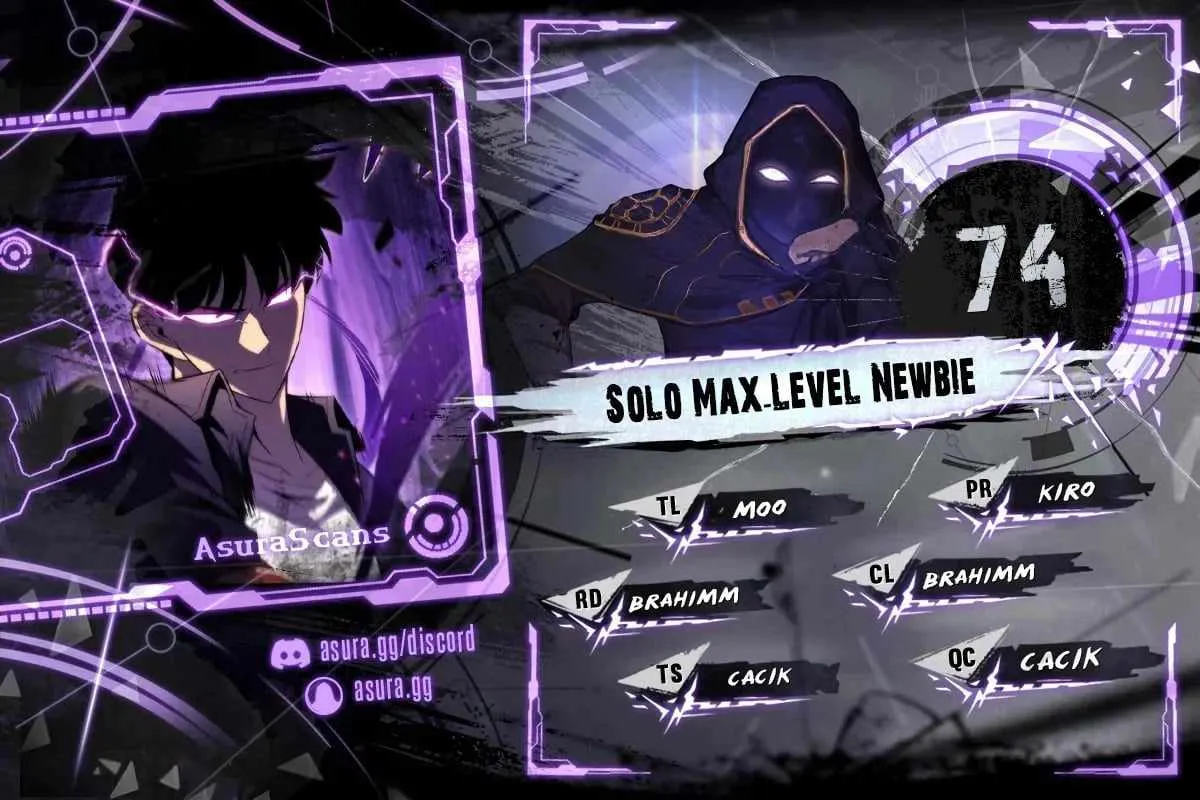 74
SOLO MAX-LEVEL NEWBIE
TL MOO
PR KIRO
RD BRAHIMM
CL BRAHIMM
TS CACIK
QC CACIK
AsuraScans
asura.gg/discord
asura.gg